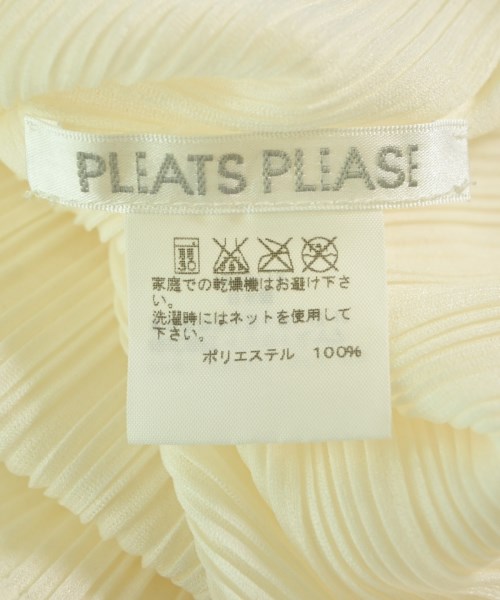 PLEATS PLEASE
家庭での乾燥機はお避け下さ
い。
洗濯時にはネットを使用して
下さい。
ポリエステル 100%